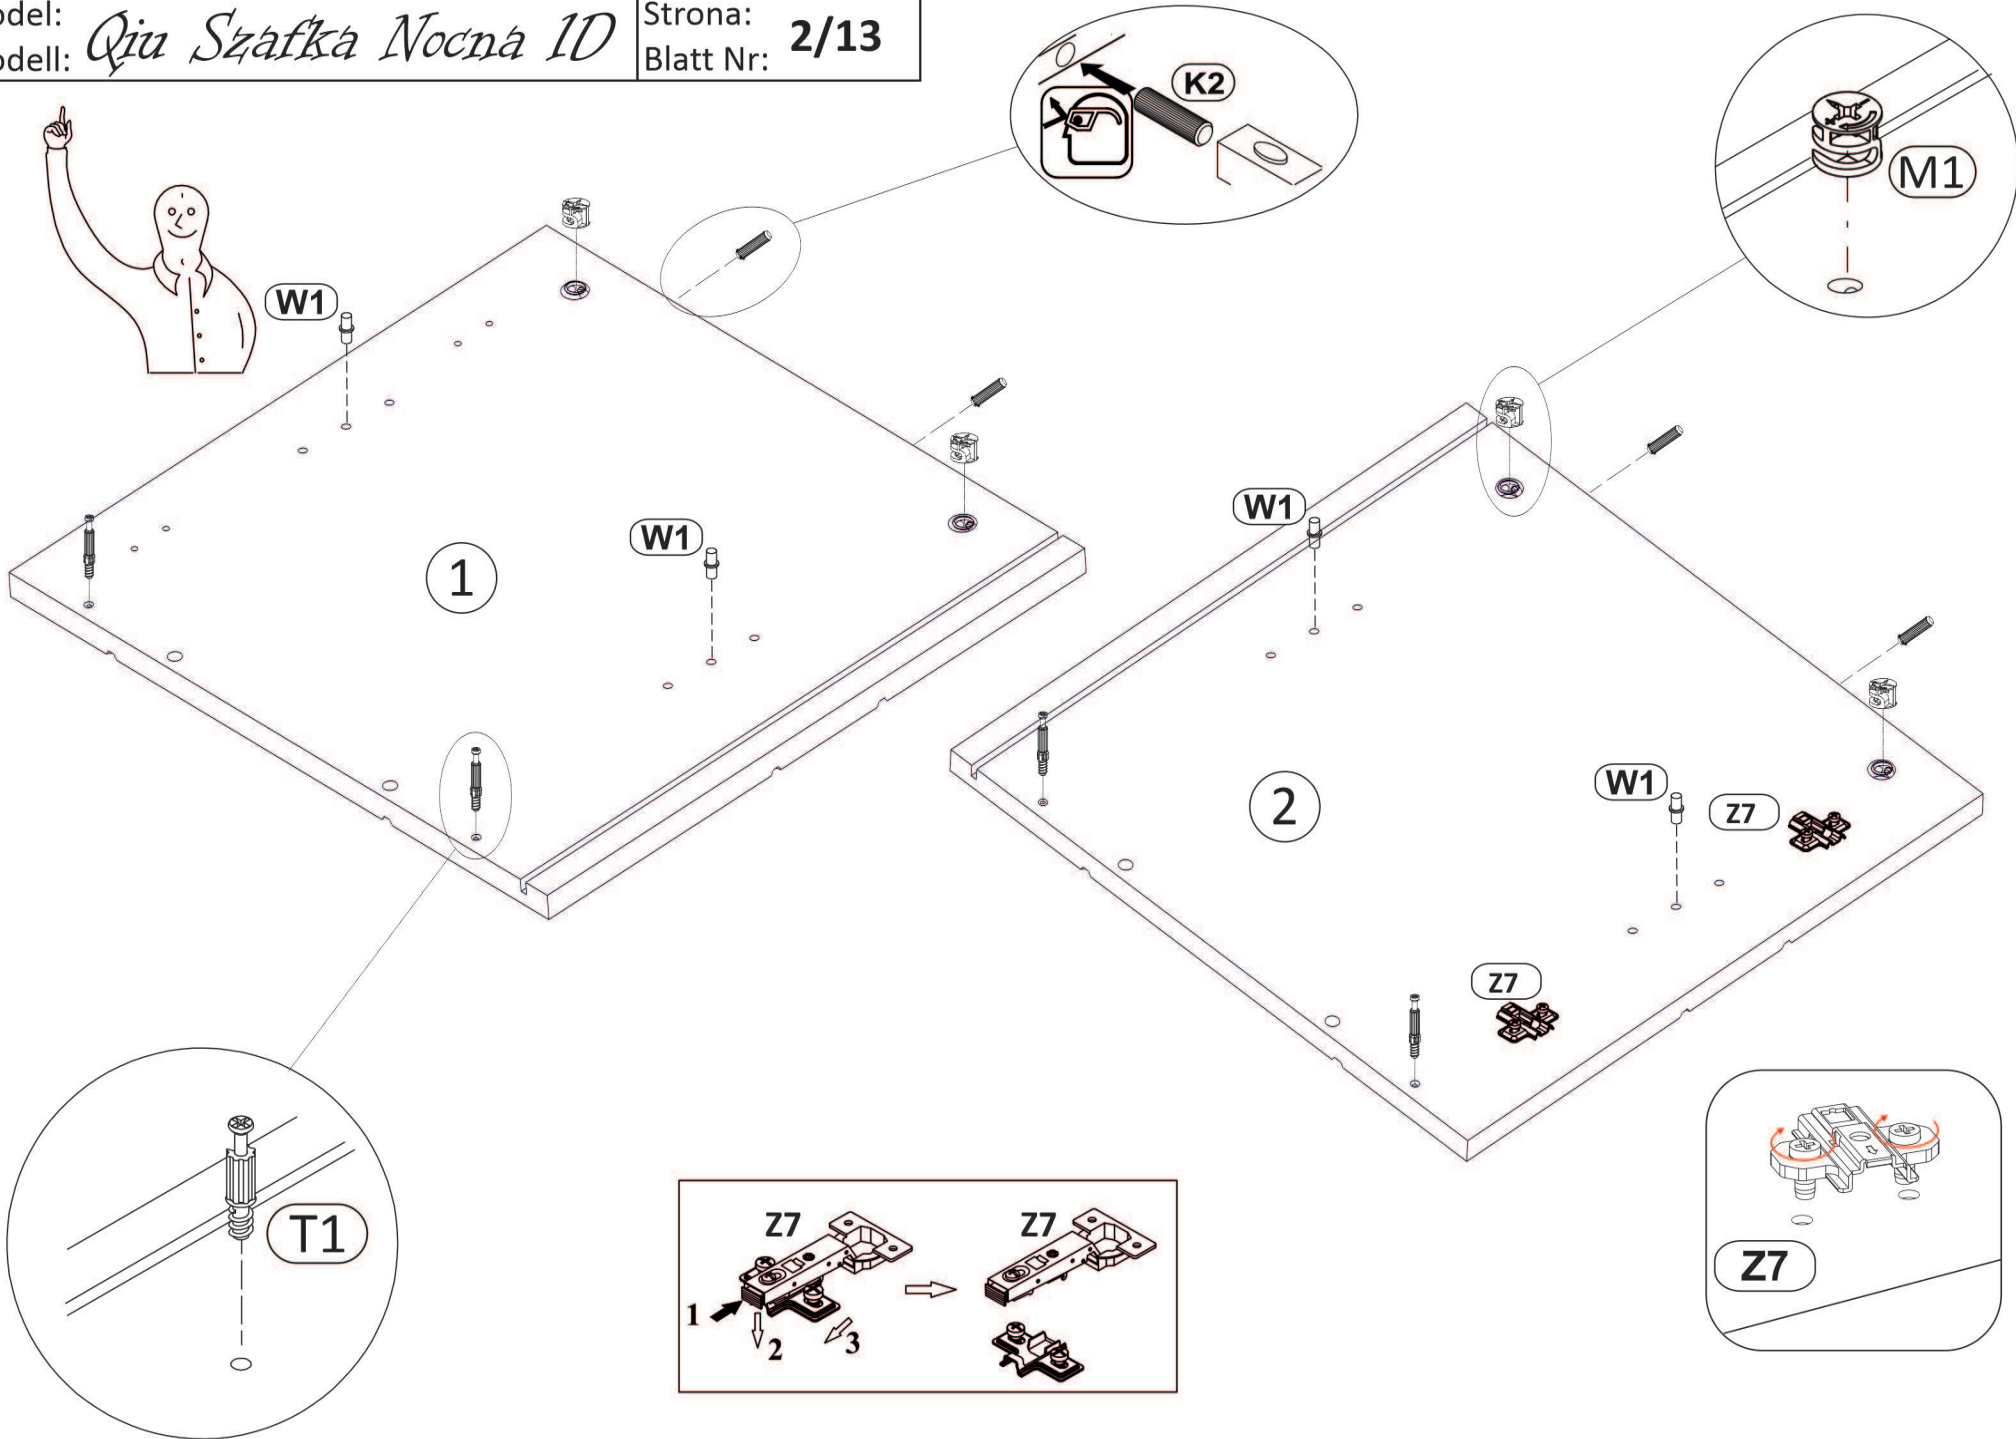 odel: Qiu Szafka Nocna 1D Strona: 2/13
odell: Blatt Nr:
K2
M1
W1
W1
1
W1
2
W1
Z7
Z7
T1
Z7 Z7
1 2 3
Z7